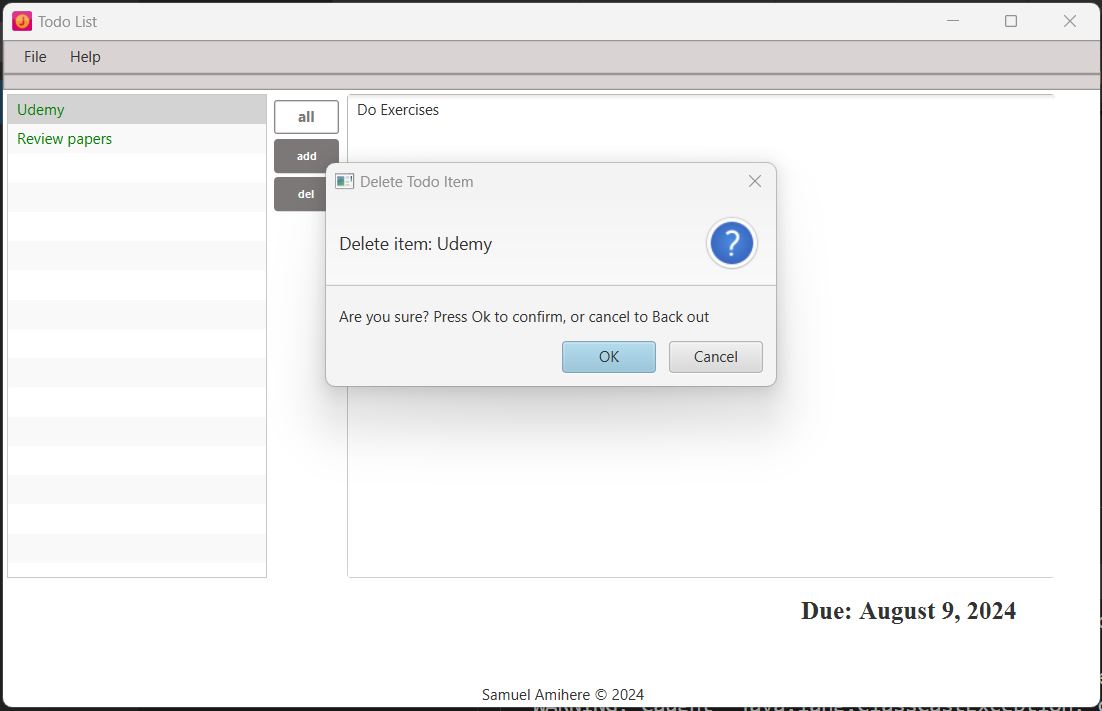 Todo List
File Help
Udemy
Review papers
all
add
del
Do Exercises
Delete Todo Item
Delete item: Udemy
?
Are you sure? Press Ok to confirm, or cancel to Back out
OK
Cancel
Due: August 9, 2024
Samuel Amihere © 2024